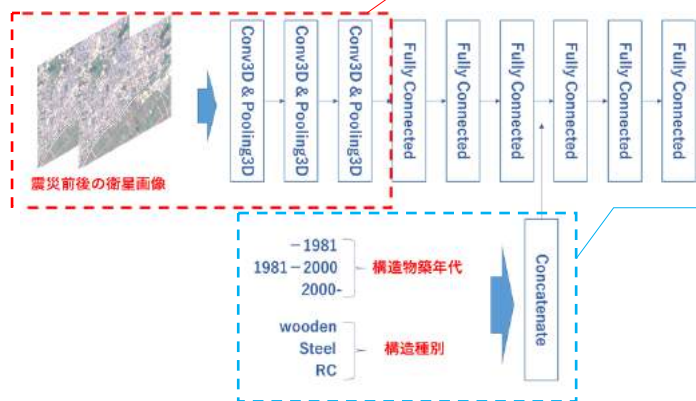 Conv3D & Pooling3D
Conv3D & Pooling3D
Conv3D & Pooling3D
Fully Connected
Fully Connected
Fully Connected
Fully Connected
Fully Connected
Fully Connected
震災前後の衛星画像
－1981
1981－2000
2000-
構造物築年代
wooden
Steel
RC
構造種別
Concatenate